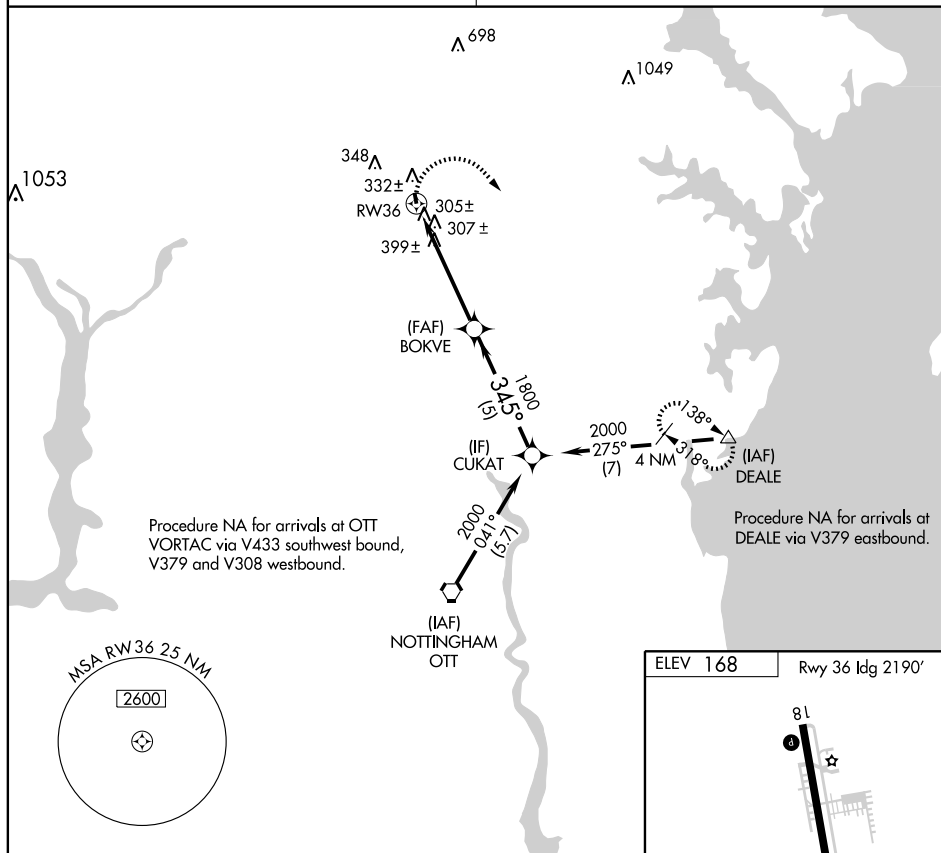 698
1049
1053
348
332±
RW36
305±
307 ±
399±
(FAF)
BOKVE
1800
345°
(5)
(IF)
CUKAT
2000
275°
(7)
4 NM
138°
318°
(IAF)
DEALE
2000
041°
(5.7)
Procedure NA for arrivals at OTT
VORTAC via V433 southwest bound,
V379 and V308 westbound.
Procedure NA for arrivals at
DEALE via V379 eastbound.
(IAF)
NOTTINGHAM
OTT
MSA RW36 25 NM
2600
ELEV 168
Rwy 36 ldg 2190'
18
P